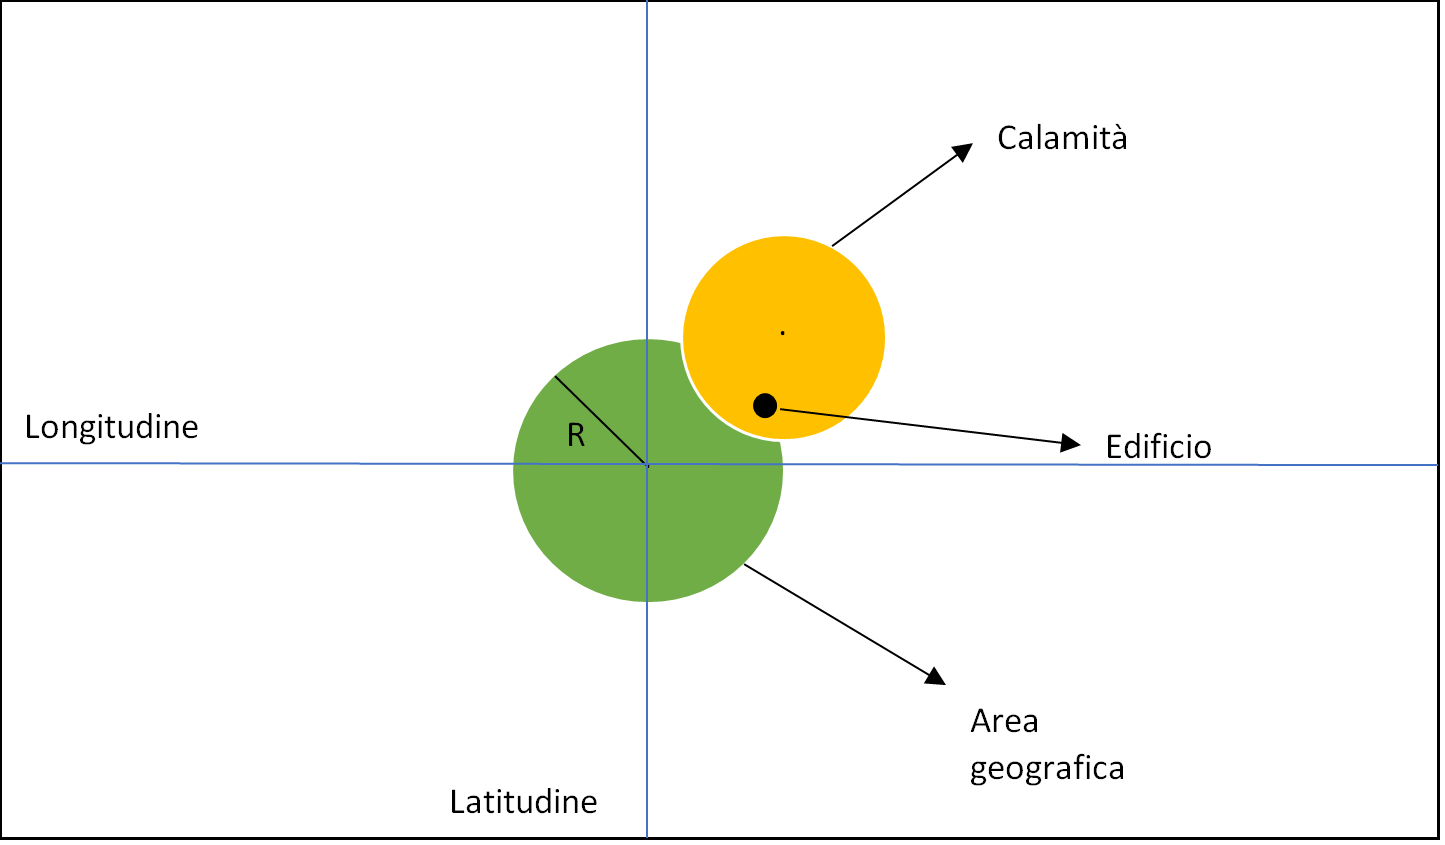 Calamità
Longitudine
R
Edificio
Area
geografica
Latitudine